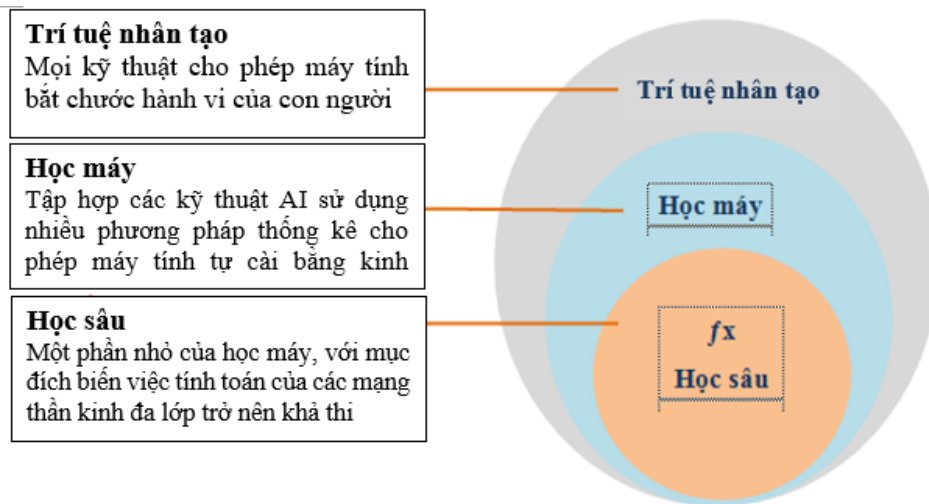 Trí tuệ nhân tạo
Mọi kỹ thuật cho phép máy tính
bắt chước hành vi của con người
Học máy
Tập hợp các kỹ thuật AI sử dụng
nhiều phương pháp thống kê cho
phép máy tính tự cài bằng kinh
Học sâu
Một phần nhỏ của học máy, với mục
đích biến việc tính toán của các mạng
thần kinh đa lớp trở nên khả thi
Trí tuệ nhân tạo
Học máy
ƒx
Học sâu